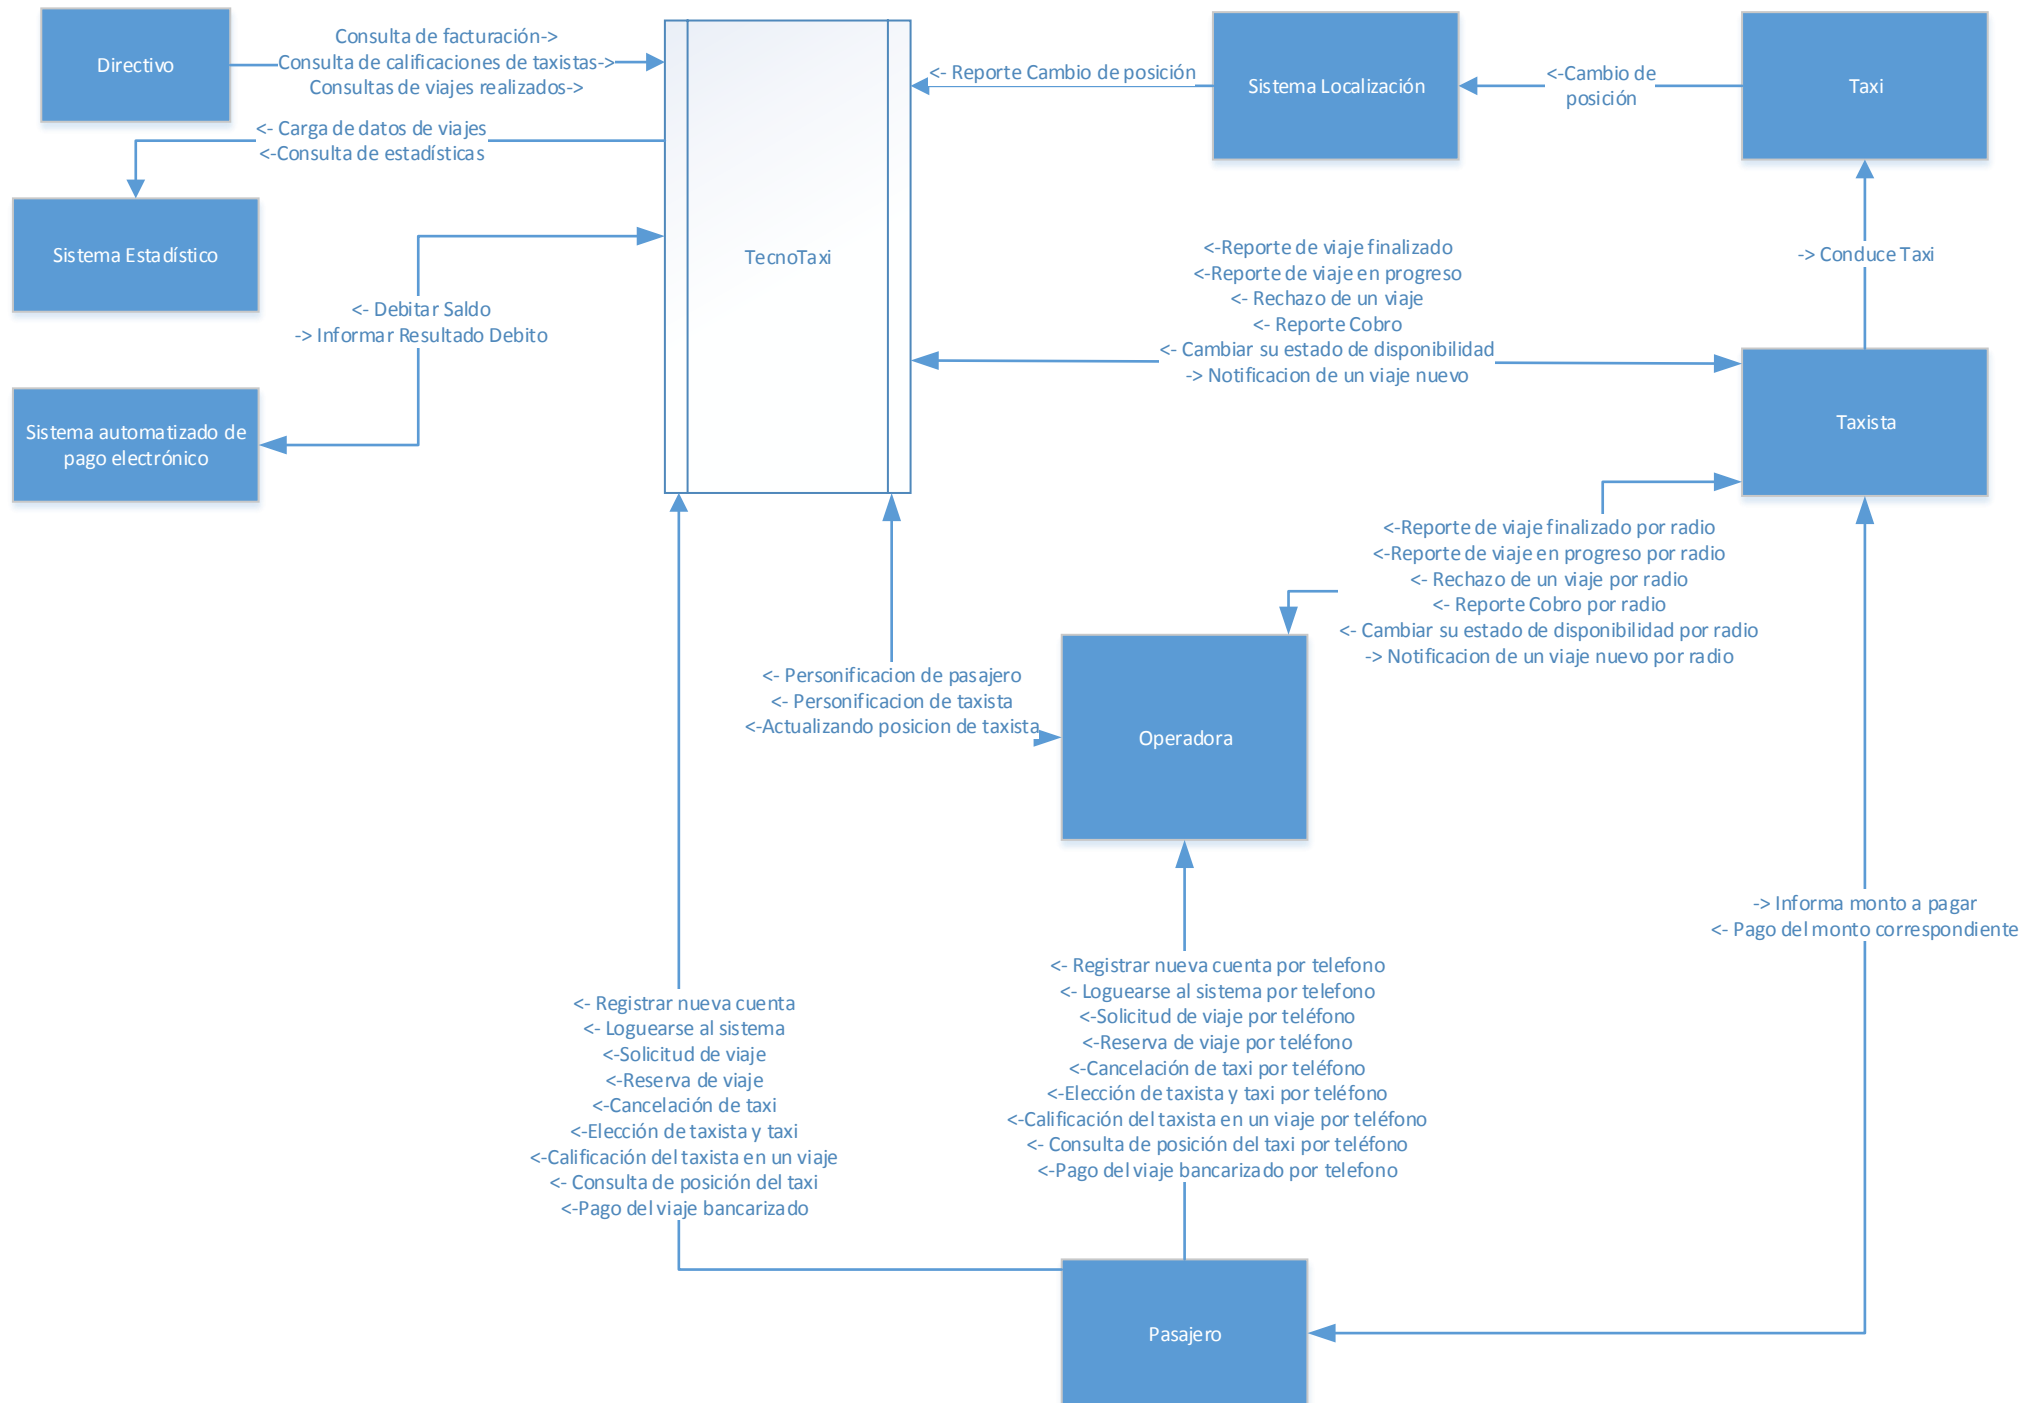 Directivo
Consulta de facturación->
Consulta de calificaciones de taxistas->
Consultas de viajes realizados->
<- Reporte Cambio de posición
Sistema Localización
<-Cambio de
posición
Taxi
<- Carga de datos de viajes
<-Consulta de estadísticas
Sistema Estadístico
TecnoTaxi
<-Reporte de viaje finalizado
<-Reporte de viaje en progreso
<- Rechazo de un viaje
<- Reporte Cobro
<- Cambiar su estado de disponibilidad
-> Notificacion de un viaje nuevo
-> Conduce Taxi
<- Debitar Saldo
-> Informar Resultado Debito
Sistema automatizado de
pago electrónico
Taxista
<-Reporte de viaje finalizado por radio
<-Reporte de viaje en progreso por radio
<- Rechazo de un viaje por radio
<- Reporte Cobro por radio
<- Cambiar su estado de disponibilidad por radio
-> Notificacion de un viaje nuevo por radio
<- Personificacion de pasajero
<- Personificacion de taxista
<-Actualizando posicion de taxista
Operadora
-> Informa monto a pagar
<- Pago del monto correspondiente
<- Registrar nueva cuenta
<- Loguearse al sistema
<-Solicitud de viaje
<-Reserva de viaje
<-Cancelación de taxi
<-Elección de taxista y taxi
<-Calificación del taxista en un viaje
<- Consulta de posición del taxi
<-Pago del viaje bancarizado
<- Registrar nueva cuenta por telefono
<- Loguearse al sistema por telefono
<-Solicitud de viaje por teléfono
<-Reserva de viaje por teléfono
<-Cancelación de taxi por teléfono
<-Elección de taxista y taxi por teléfono
<-Calificación del taxista en un viaje por teléfono
<- Consulta de posición del taxi por teléfono
<-Pago del viaje bancarizado por telefono
Pasajero